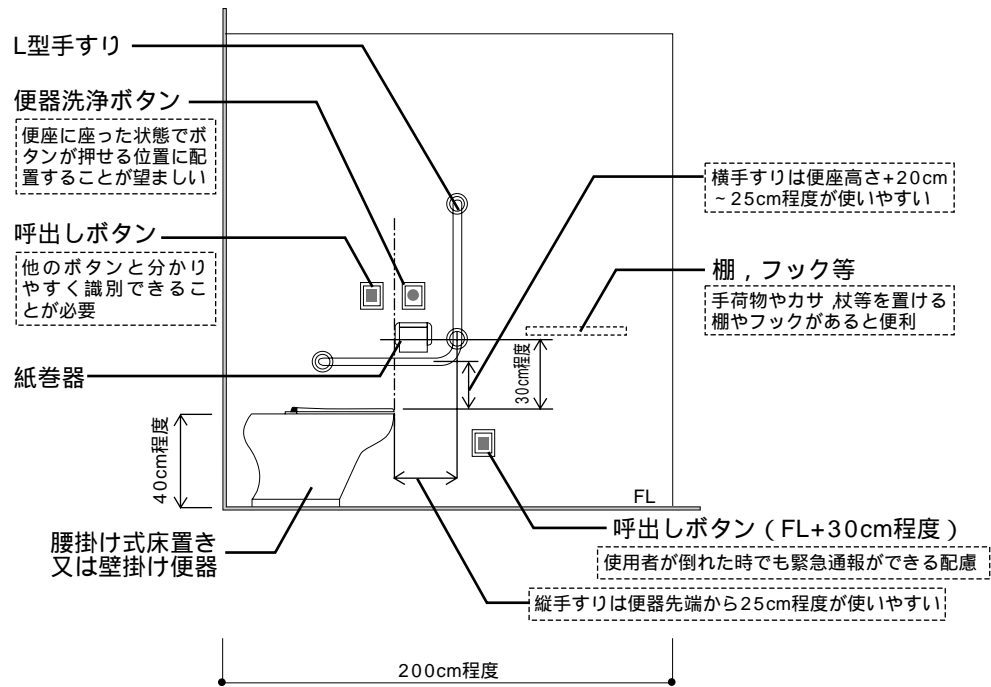 L型手すり
便器洗浄ボタン
便座に座った状態でボ
タンが押せる位置に配
置することが望ましい
呼出しボタン
他のボタンと分かり
やすく識別できるこ
とが必要
紙巻器
40cm程度
腰掛け式床置き
又は壁掛け便器
横手すりは便座高さ+20cm
~25cm程度が使いやすい
棚,フック等
手荷物やカサ,杖等を置ける
棚やフックがあると便利
30cm程度
FL
呼出しボタン(FL+30cm程度)
使用者が倒れた時でも緊急通報ができる配慮
縦手すりは便器先端から25cm程度が使いやすい
200cm程度